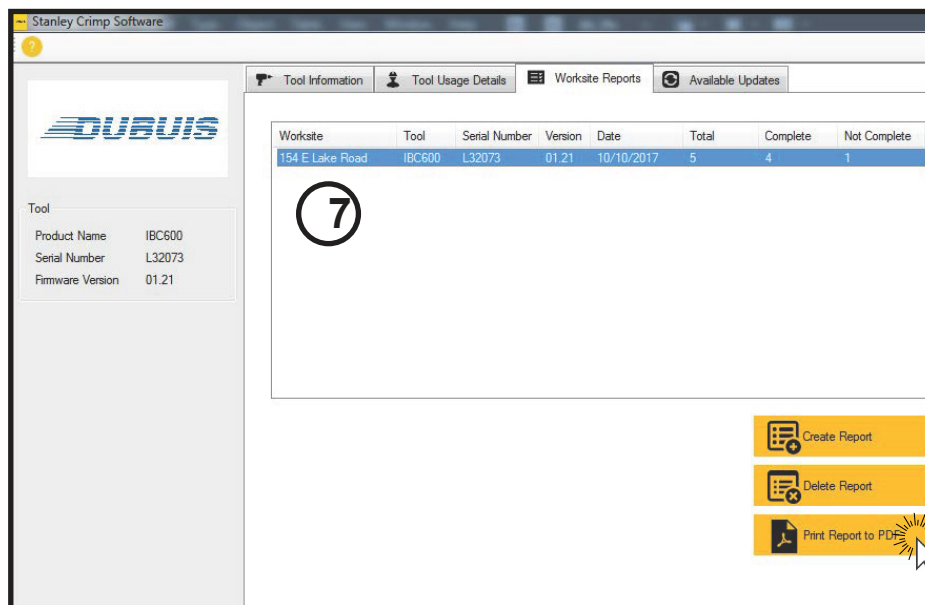 Stanley Crimp Software
?
Tool Information Tool Usage Details Worksite Reports Available Updates
DUBUIS
Worksite Tool Serial Number Version Date Total Complete Not Complete
154 E Lake Road IBC600 L32073 01.21 10/10/2017 5 4 1
7
Tool
Product Name IBC600
Serial Number L32073
Firmware Version 01.21
Create Report
Delete Report
Print Report to PDF